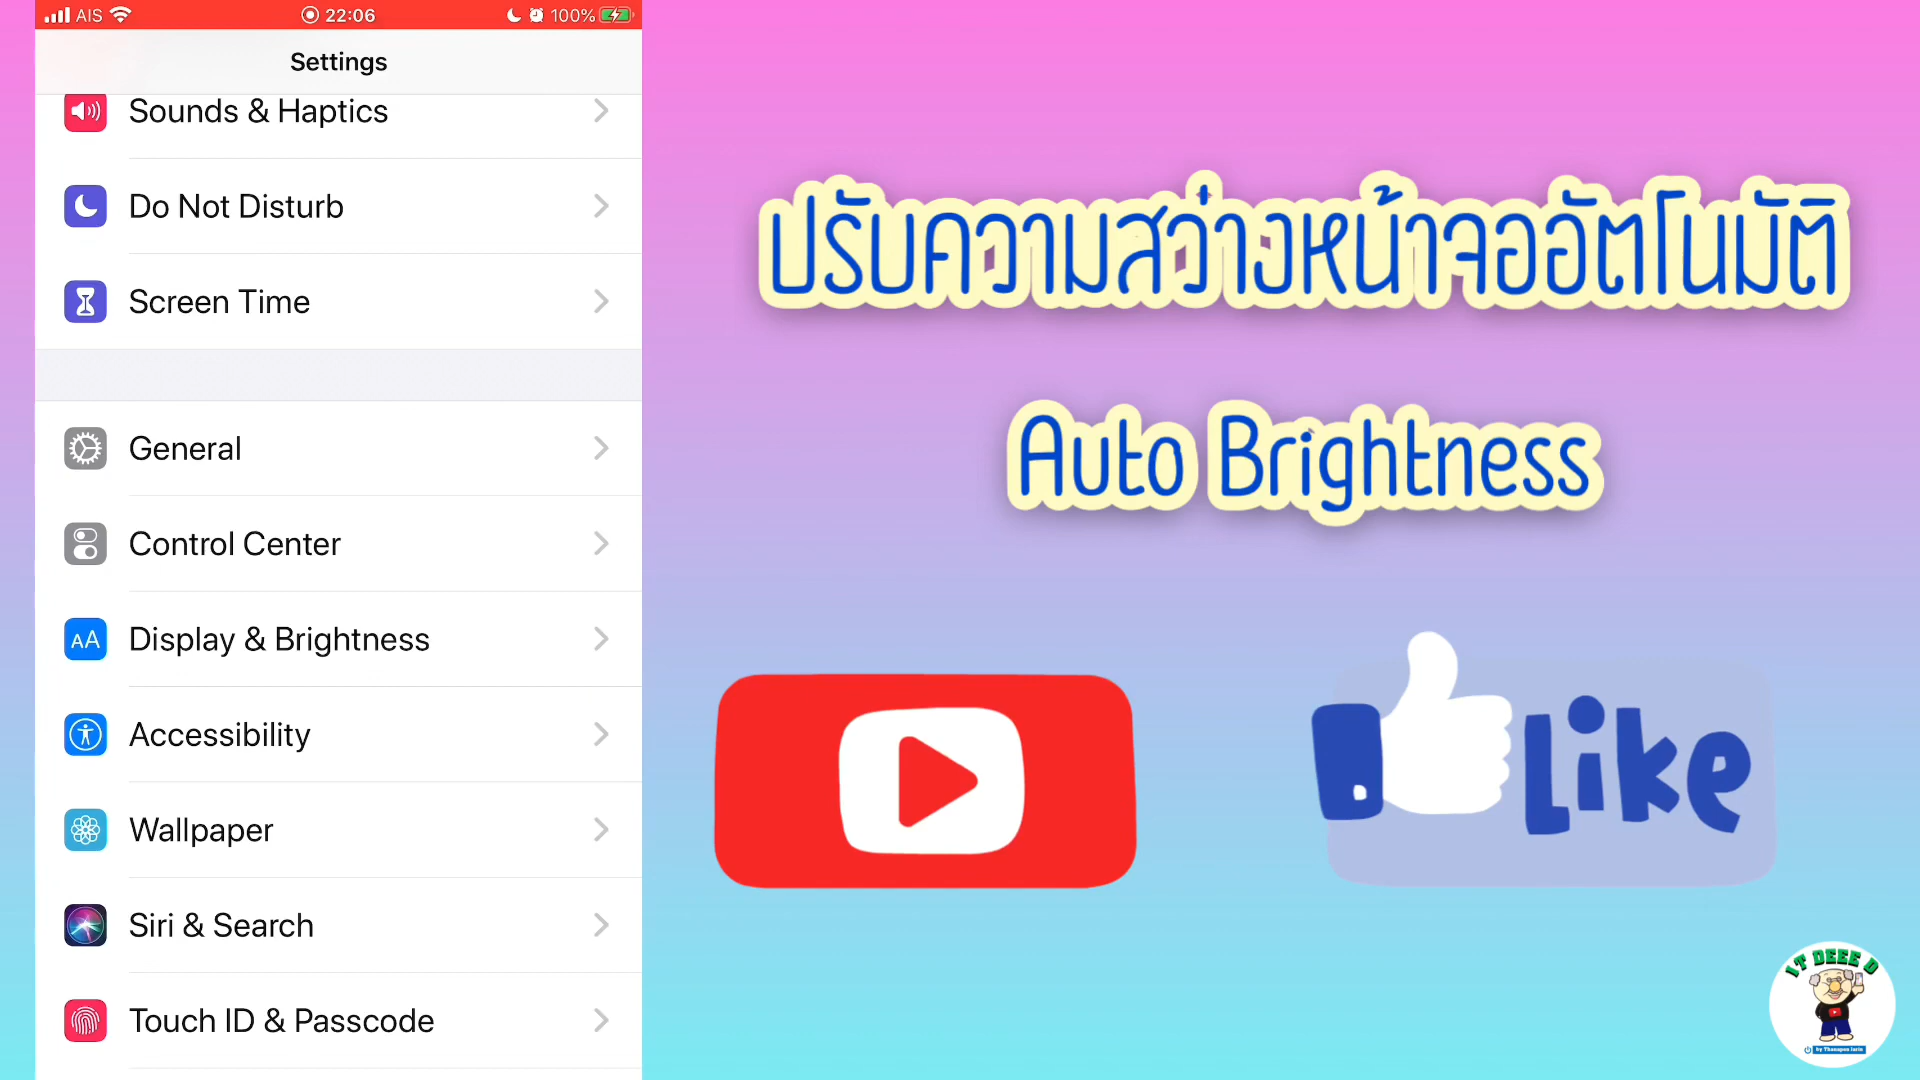 AIS 22:06 100%
Settings
Sounds & Haptics
Do Not Disturb
Screen Time
General
Control Center
AA Display & Brightness
Accessibility
Wallpaper
Siri & Search
Touch ID & Passcode
ปรับความสว่างหน้าจออัตโนมัติ
Auto Brightness
Like
IT DEEE D